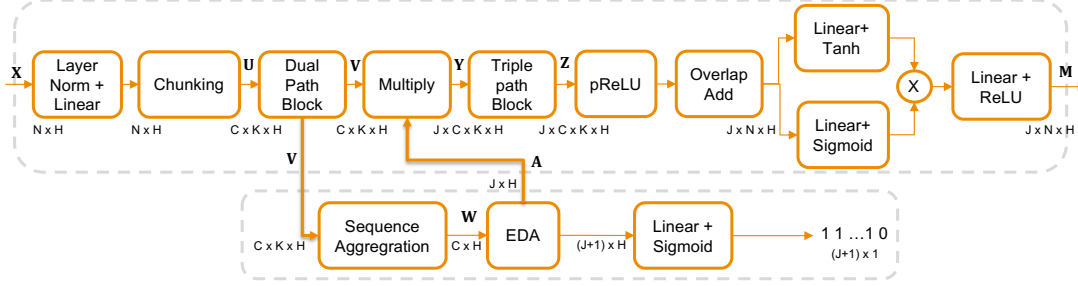 X
Layer
Norm +
Linear
N x H
Chunking
N x H
U
Dual
Path
Block
C x K x H
V
Multiply
C x K x H
Y
Triple
path
Block
J x C x K x H
Z
pReLU
J x C x K x H
Overlap
Add
J x N x H
Linear+
Tanh
Linear+
Sigmoid
X
Linear +
ReLU
M
J x N x H
V
A
J x H
C x K x H
Sequence
Aggregration
W
C x H
EDA
(J+1) x H
Linear +
Sigmoid
1 1 ...1 0
(J+1) x 1